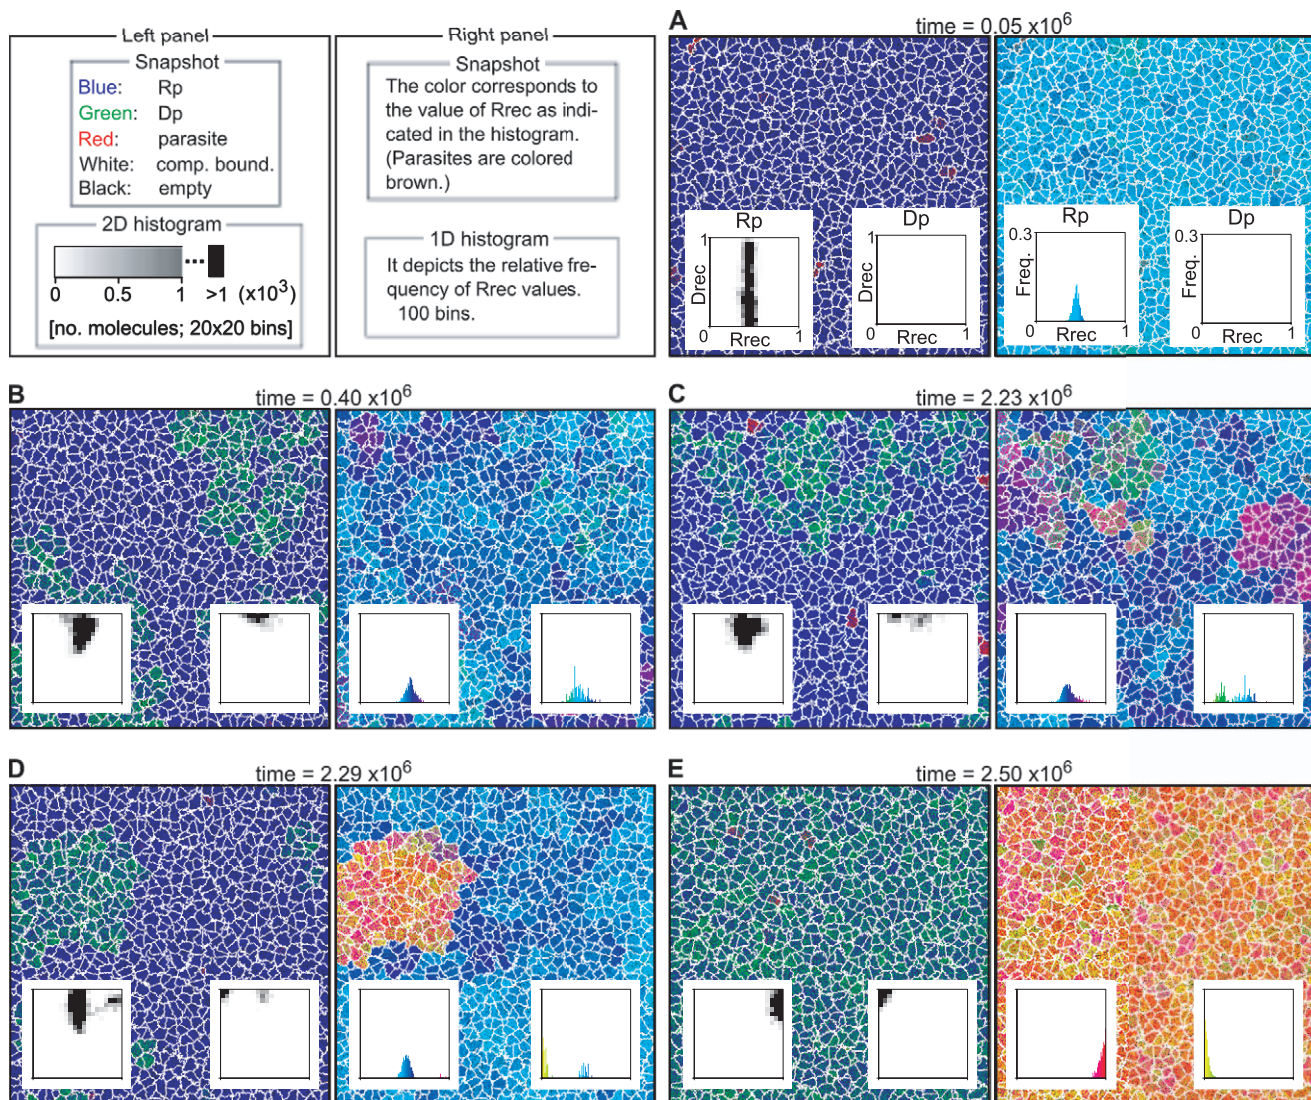 Left panel
Snapshot
Blue: Rp
Green: Dp
Red: parasite
White: comp. bound.
Black: empty
2D histogram
0 0.5 1 >1 (x10³)
[no. molecules; 20x20 bins]
Right panel
Snapshot
The color corresponds to
the value of Rrec as indi-
cated in the histogram.
(Parasites are colored
brown.)
1D histogram
It depicts the relative fre-
quency of Rrec values.
100 bins.
A
time = 0.05 x10⁶
Rp
1
Drec
0
Rrec
1
Dp
1
Drec
0
Rrec
1
Rp
0.3
Freq.
0
Rrec
1
Dp
0.3
Freq.
0
Rrec
1
B
time = 0.40 x10⁶
C
time = 2.23 x10⁶
D
time = 2.29 x10⁶
E
time = 2.50 x10⁶